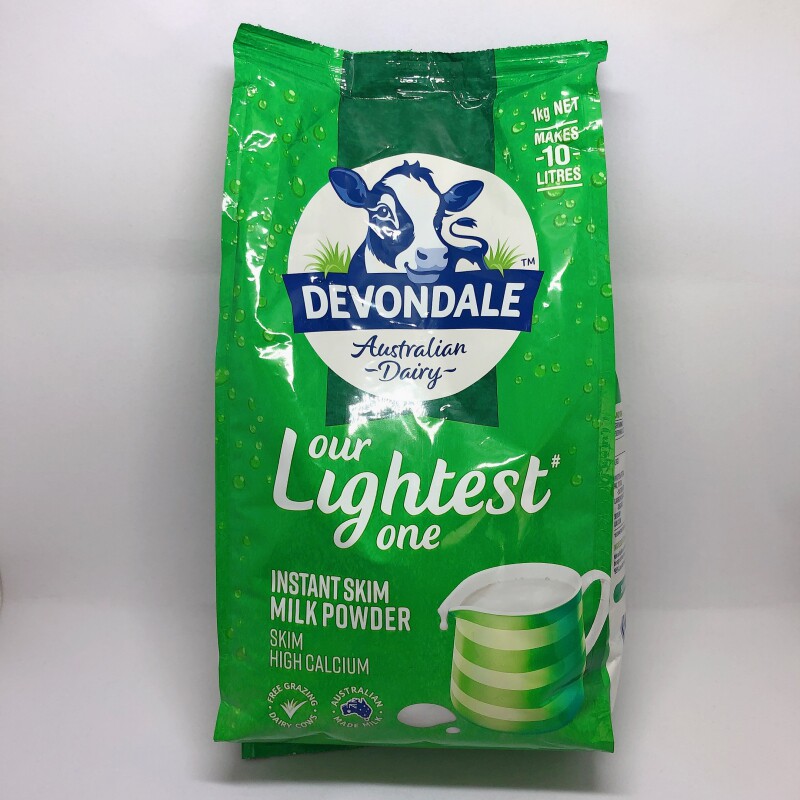 1kg NET
MAKES
-10-
LITRES
DEVONDALE™
Australian
-Dairy-
our
Lightest#
one
INSTANT SKIM
MILK POWDER
SKIM
HIGH CALCIUM
FREE GRAZING
DAIRY COWS
AUSTRALIAN
MADE MILK